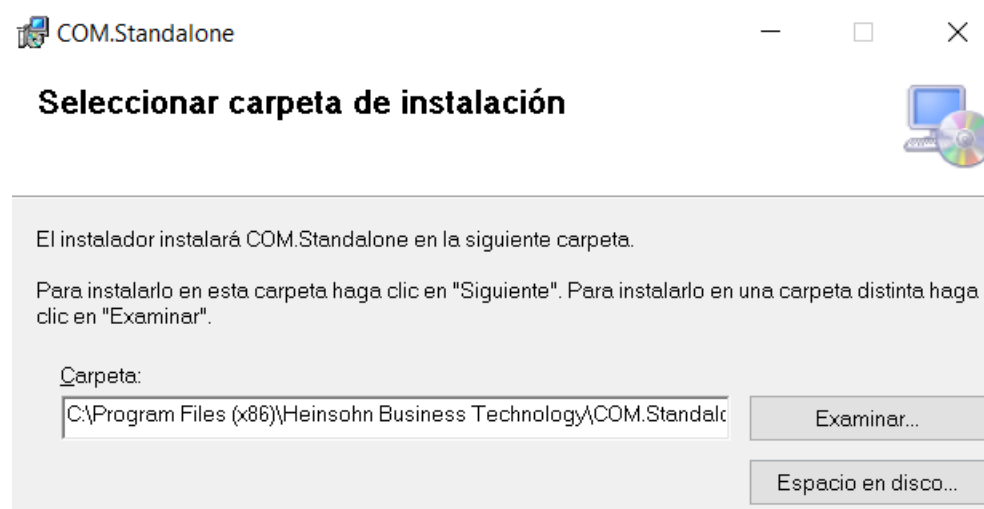 COM.Standalone
Seleccionar carpeta de instalación
El instalador instalará COM.Standalone en la siguiente carpeta.
Para instalarlo en esta carpeta haga clic en "Siguiente". Para instalarlo en una carpeta distinta haga
clic en "Examinar".
Carpeta:
C:\Program Files (x86)\Heinsohn Business Technology\COM.Standalo
Examinar...
Espacio en disco...